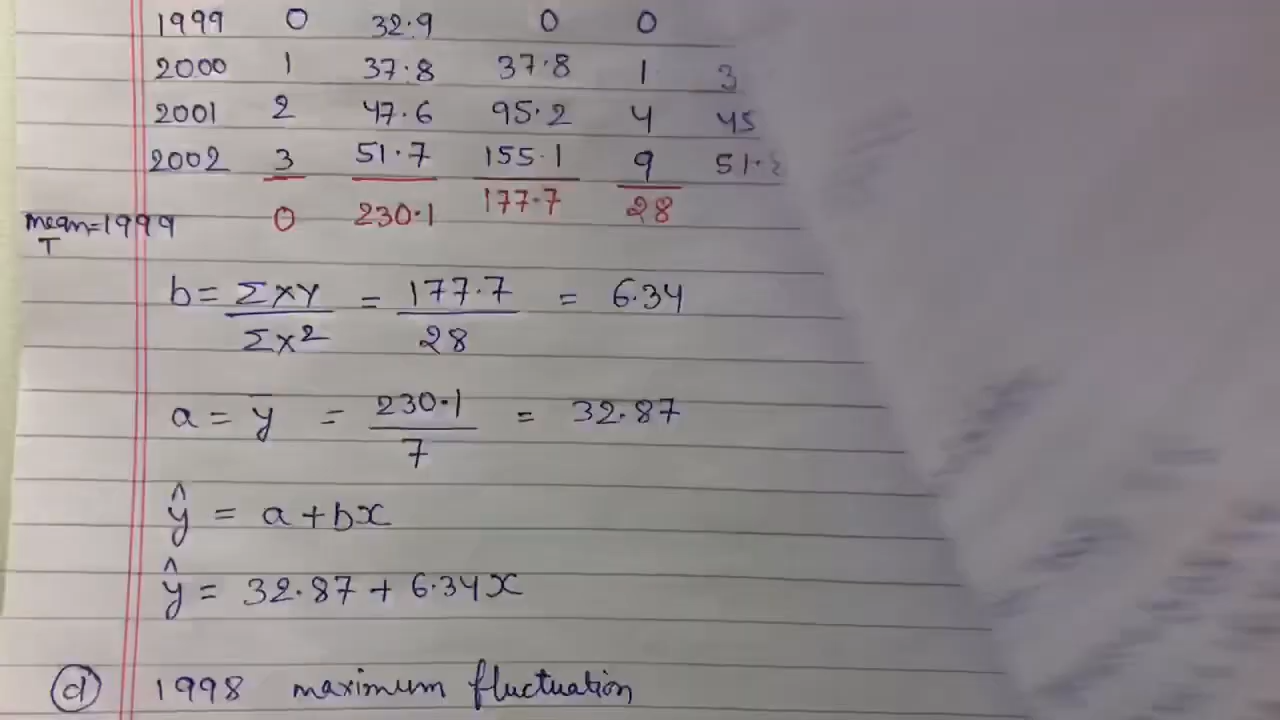 1999 0 32.9 0 0
2000 1 37.8 37.8 1 3
2001 2 47.6 95.2 4 45
2002 3 51.7 155.1 9 51.
mean=1999 0 230.1 177.7 28
T
b = ΣXY / ΣX² = 177.7 / 28 = 6.34
a = ȳ = 230.1 / 7 = 32.87
ŷ = a + bx
ŷ = 32.87 + 6.34x
(d) 1998 maximum fluctuation